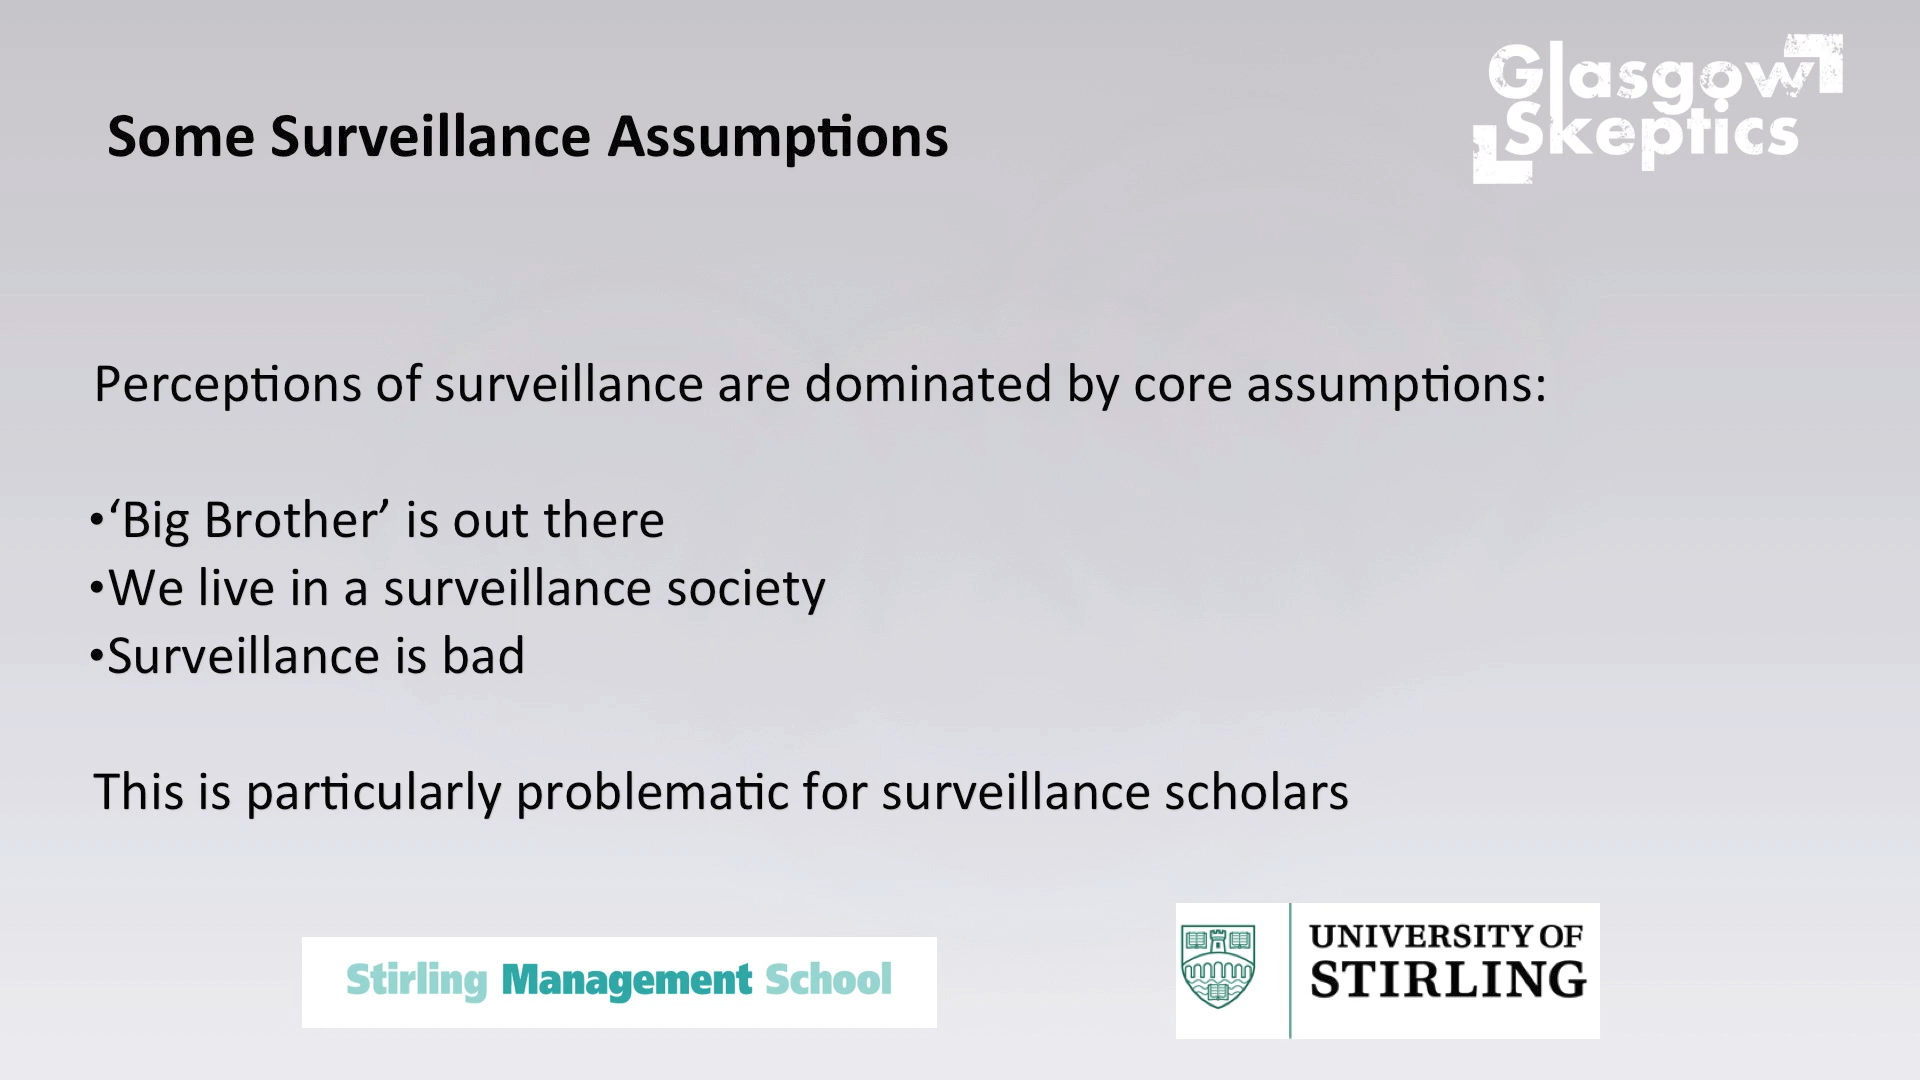 Glasgow
Skeptics
Some Surveillance Assumptions
Perceptions of surveillance are dominated by core assumptions:
•‘Big Brother’ is out there
•We live in a surveillance society
•Surveillance is bad
This is particularly problematic for surveillance scholars
Stirling Management School
UNIVERSITY OF
STIRLING